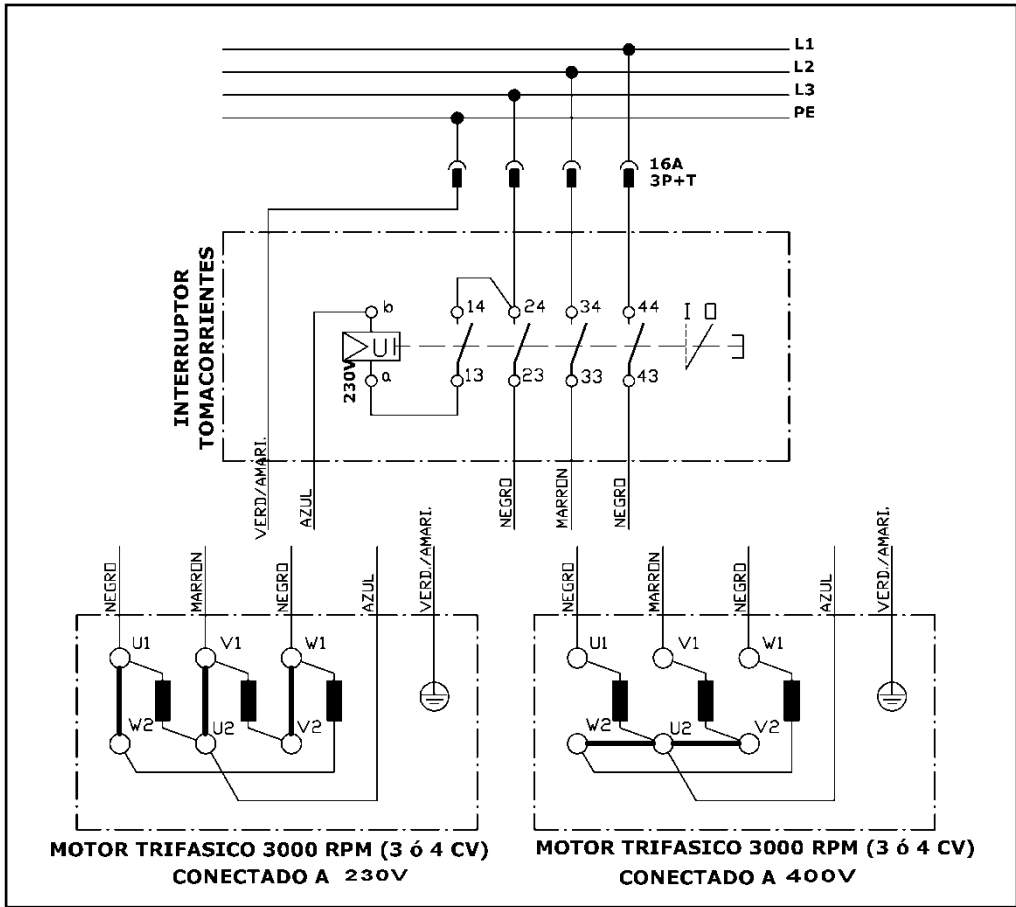 L1
L2
L3
PE
16A
3P+T
INTERRUPTOR
TOMACORRIENTES
b
14
24
34
44
I O
U
230V
a
13
23
33
43
VERD/AMARI.
AZUL
NEGRO
MARRON
NEGRO
NEGRO
MARRON
NEGRO
AZUL
VERD./AMARI.
NEGRO
MARRON
NEGRO
AZUL
VERD/AMARI.
U1
V1
W1
W2
U2
V2
U1
V1
W1
W2
U2
V2
MOTOR TRIFASICO 3000 RPM (3 ó 4 CV)
CONECTADO A 230V
MOTOR TRIFASICO 3000 RPM (3 ó 4 CV)
CONECTADO A 400V